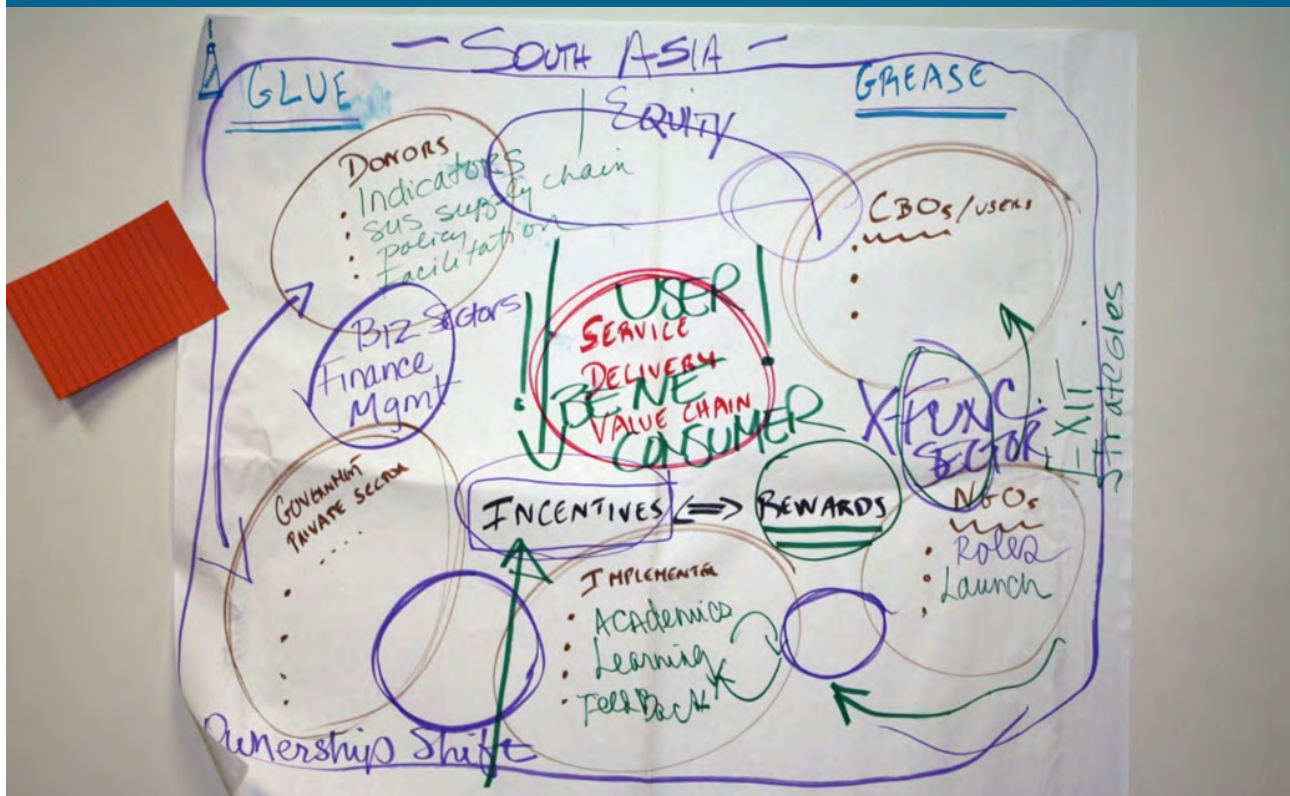 - SOUTH ASIA -
GLUE
GREASE
EQUITY
DONORS
• Indicators
• sus supply chain
• policy
• Facilitation
CBOs/USERS
Biz Sectors
Finance
Mgmt
USER
SERVICE
DELIVERY
BENE
VALUE CHAIN
CONSUMER
X-FUNC.
SECTOR
EXIT
Strategies
GOVERNMENT
PRIVATE SECTOR
INCENTIVES <=> REWARDS
NGOs
• Roles
• Launch
IMPLEMENTER
• ACAdemics
• Learning
• FeedBack
Ownership Shift